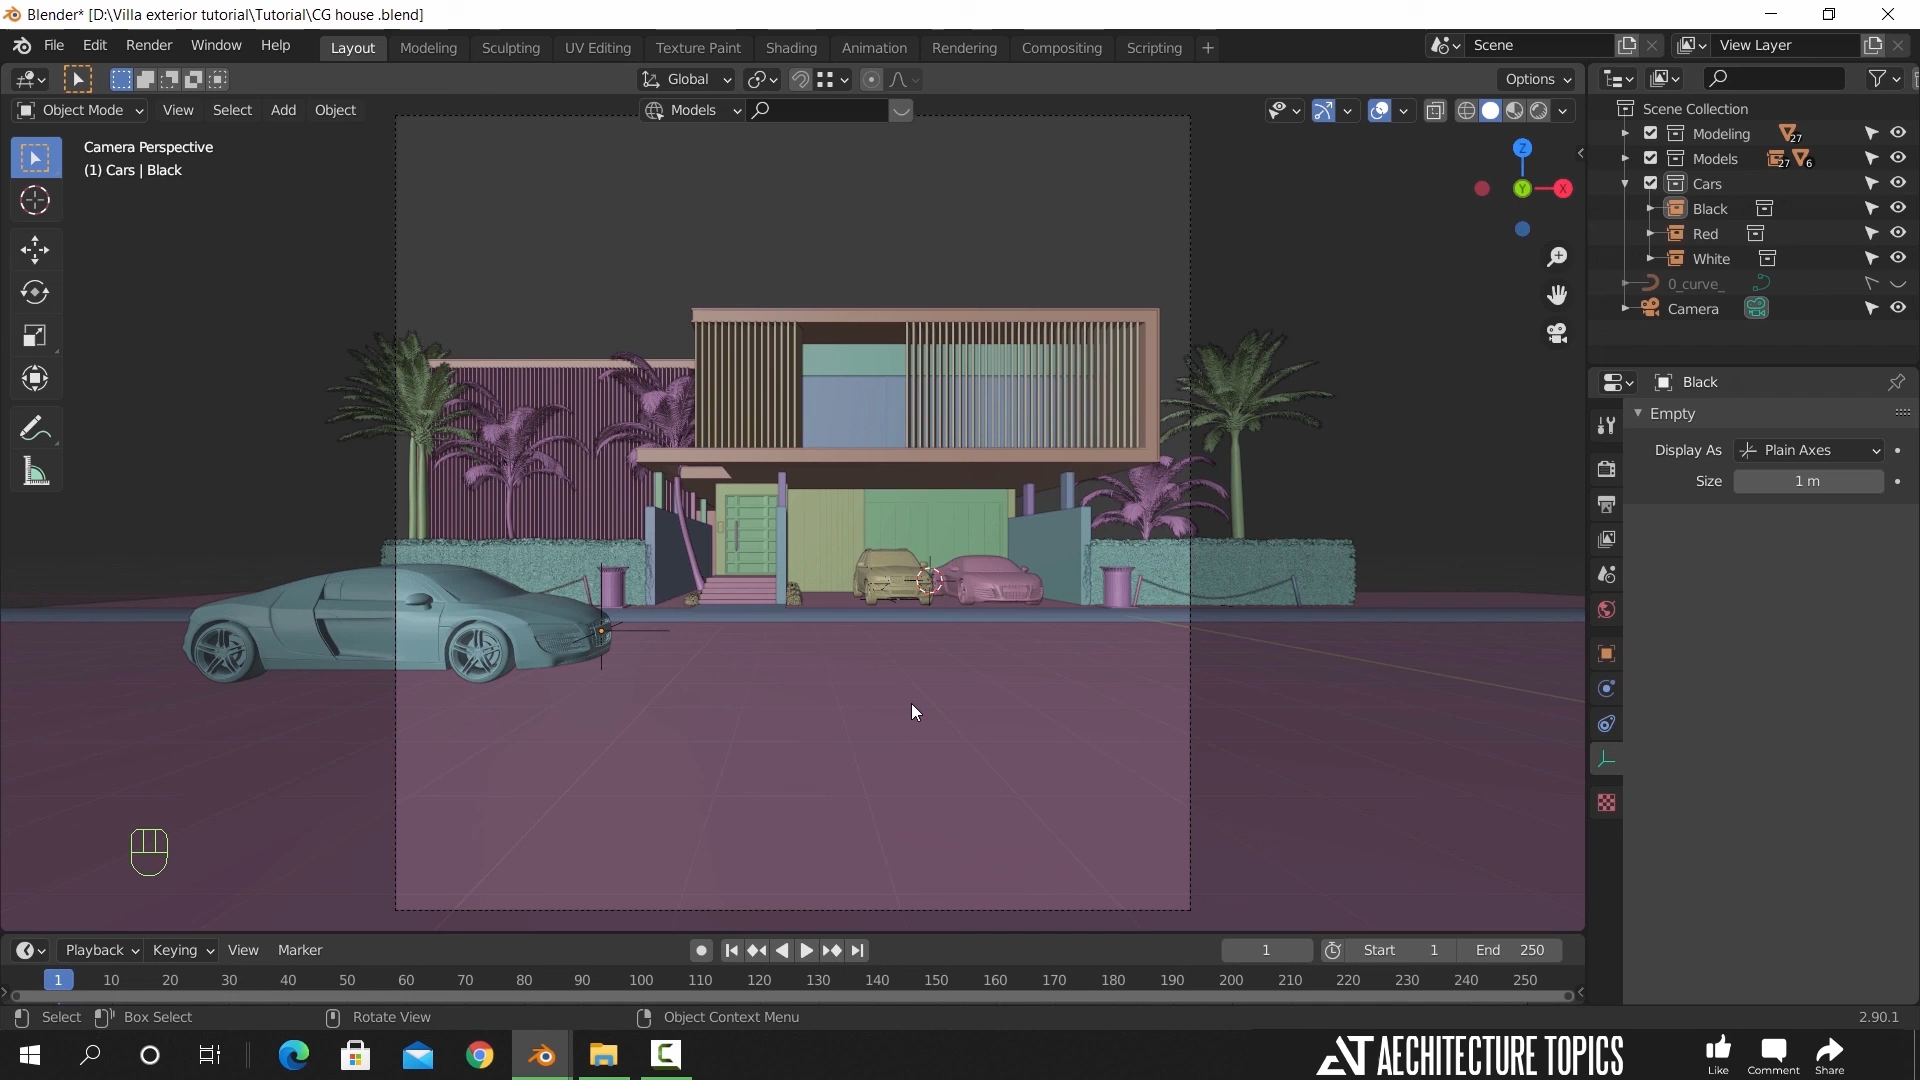 Blender* [D:\Villa exterior tutorial\Tutorial\CG house .blend]
File Edit Render Window Help
Layout Modeling Sculpting UV Editing Texture Paint Shading Animation Rendering Compositing Scripting +
Scene
View Layer
Global
Options
Object Mode View Select Add Object
Models
Camera Perspective
(1) Cars | Black
Z
Y
X
Scene Collection
Modeling 27
Models 27 6
Cars
Black
Red
White
0_curve_
Camera
Black
Empty
Display As Plain Axes
Size 1 m
Playback Keying View Marker
1
Start 1
End 250
1 10 20 30 40 50 60 70 80 90 100 110 120 130 140 150 160 170 180 190 200 210 220 230 240 250
Select Box Select Rotate View Object Context Menu 2.90.1
AT AECHITECTURE TOPICS
Like Comment Share